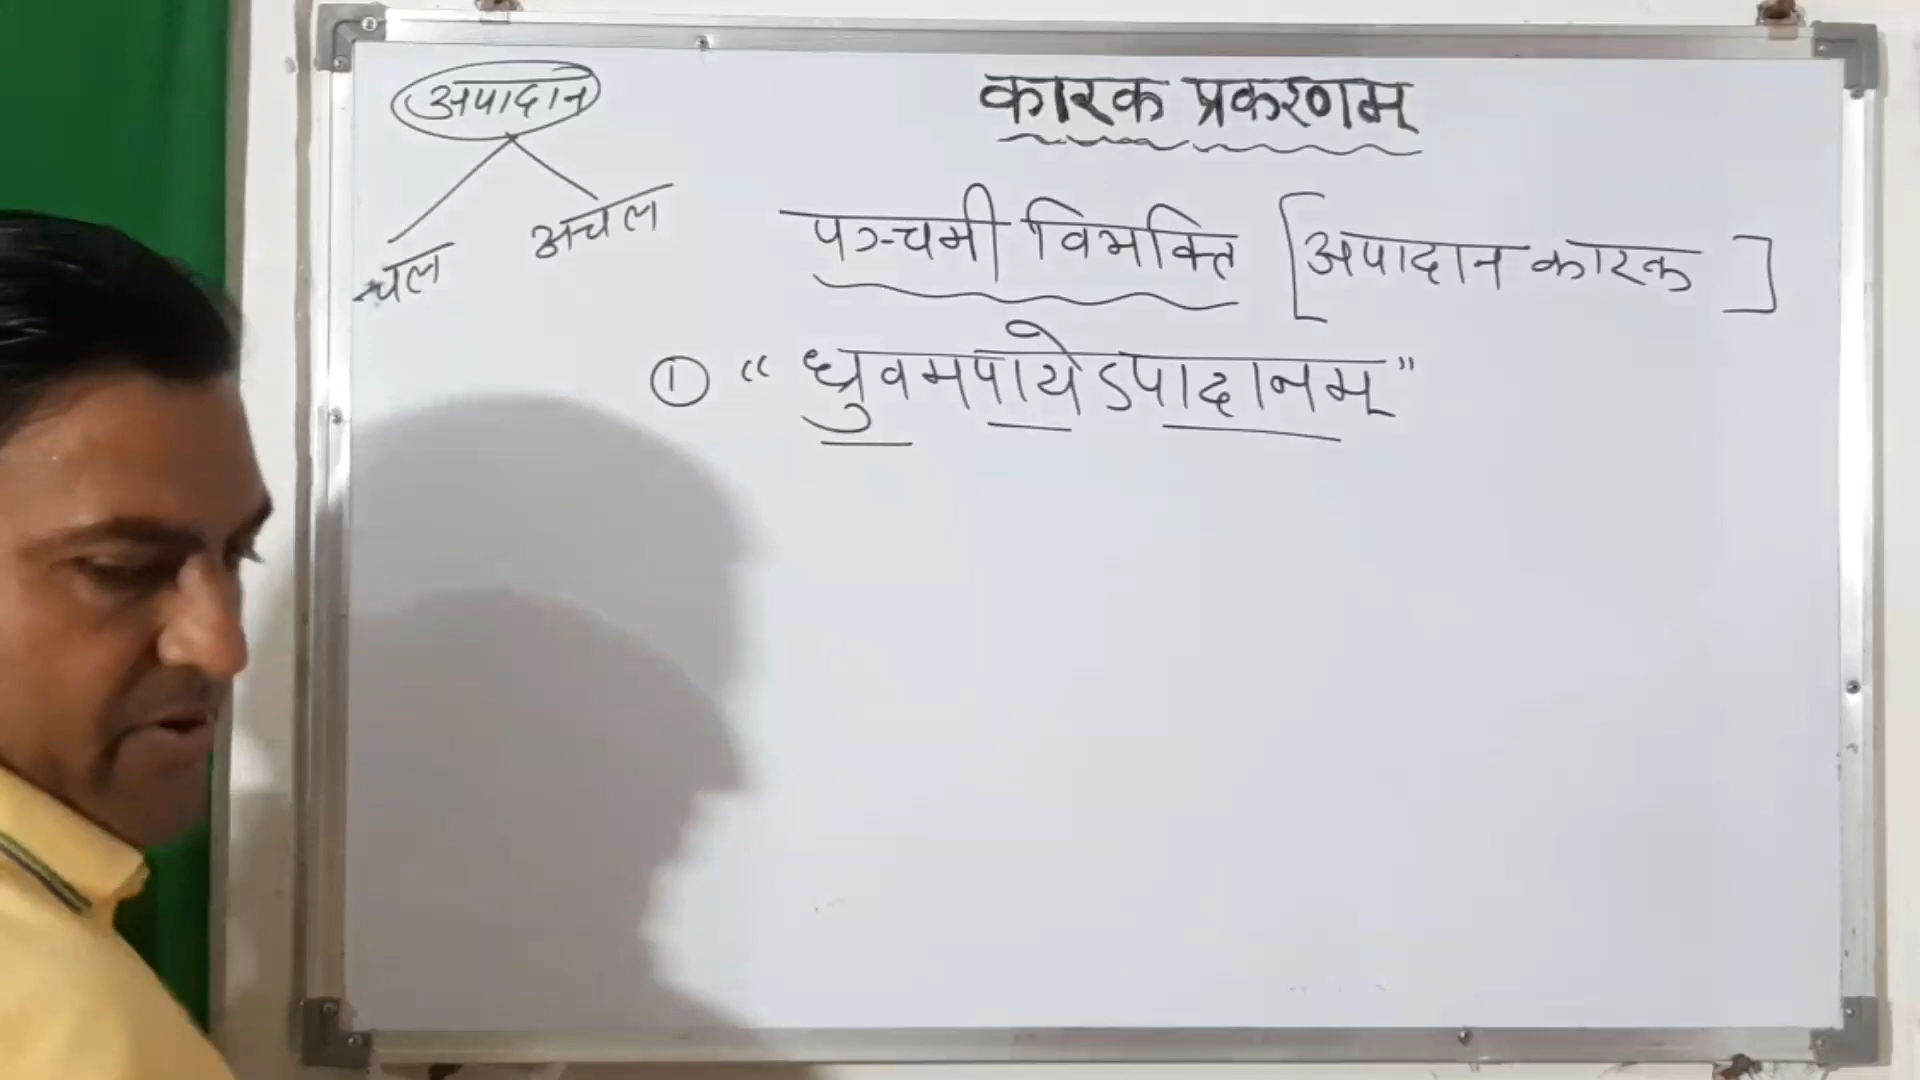 अपादान
चल अचल
कारक प्रकरणम्
पञ्चमी विभक्ति [अपादान कारक]
① “ध्रुवमपायेऽपादानम्”